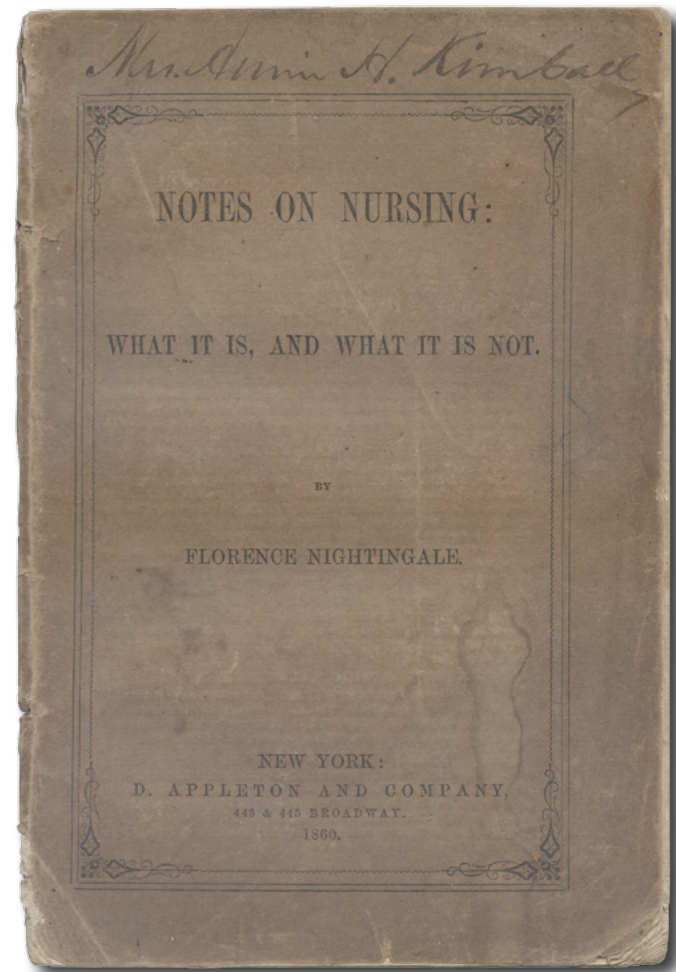 Mrs. H. Kimball
NOTES ON NURSING:
WHAT IT IS, AND WHAT IT IS NOT.
BY
FLORENCE NIGHTINGALE.
NEW YORK:
D. APPLETON AND COMPANY,
443 & 445 BROADWAY.
1860.